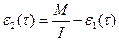 ε₂(τ) = M/I − ε₁(τ)